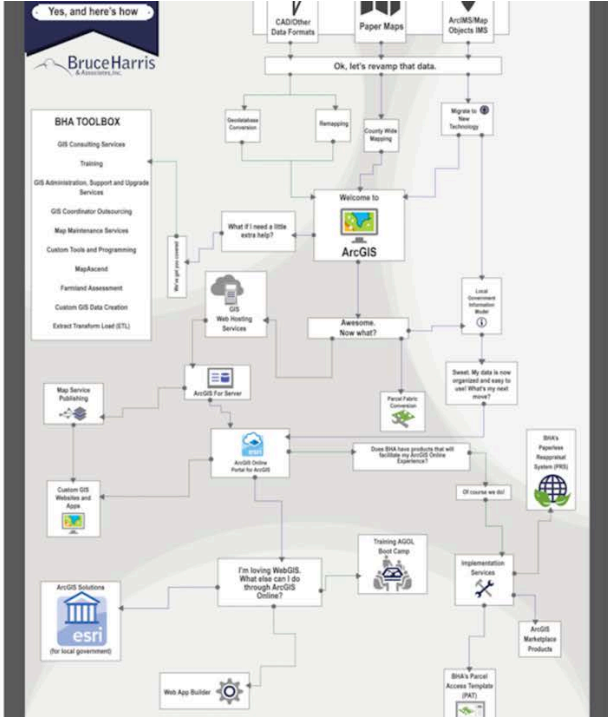 Yes, and here's how
BruceHarris
& Associates, Inc.
CAD/Other
Data Formats
Paper Maps
ArcIMS/Map
Objects IMS
Ok, let's revamp that data.
Geodatabase
Conversion
Remapping
County Wide
Mapping
Migrate to
New
Technology
BHA TOOLBOX
GIS Consulting Services
Training
GIS Administration, Support and Upgrade
Services
GIS Coordinator Outsourcing
Map Maintenance Services
Custom Tools and Programming
MapAscend
Farmland Assessment
Custom GIS Data Creation
Extract Transform Load (ETL)
We've got you covered!
What if I need a little
extra help?
Welcome to
ArcGIS
GIS
Web Hosting
Services
Awesome.
Now what?
Local
Government
Information
Model
ArcGIS For Server
Parcel Fabric
Conversion
Sweet. My data is now
organized and easy to
use! What's my next
move?
Map Service
Publishing
esri
ArcGIS Online
Portal for ArcGIS
Does BHA have products that will
facilitate my ArcGIS Online
Experience?
BHA's
Paperless
Reappraisal
System (PRS)
Custom GIS
Websites and
Apps
Of course we do!
Training AGOL
Boot Camp
I'm loving WebGIS.
What else can I do
through ArcGIS
Online?
Implementation
Services
ArcGIS Solutions
esri
(for local government)
ArcGIS
Marketplace
Products
Web App Builder
BHA's Parcel
Access Template
(PAT)